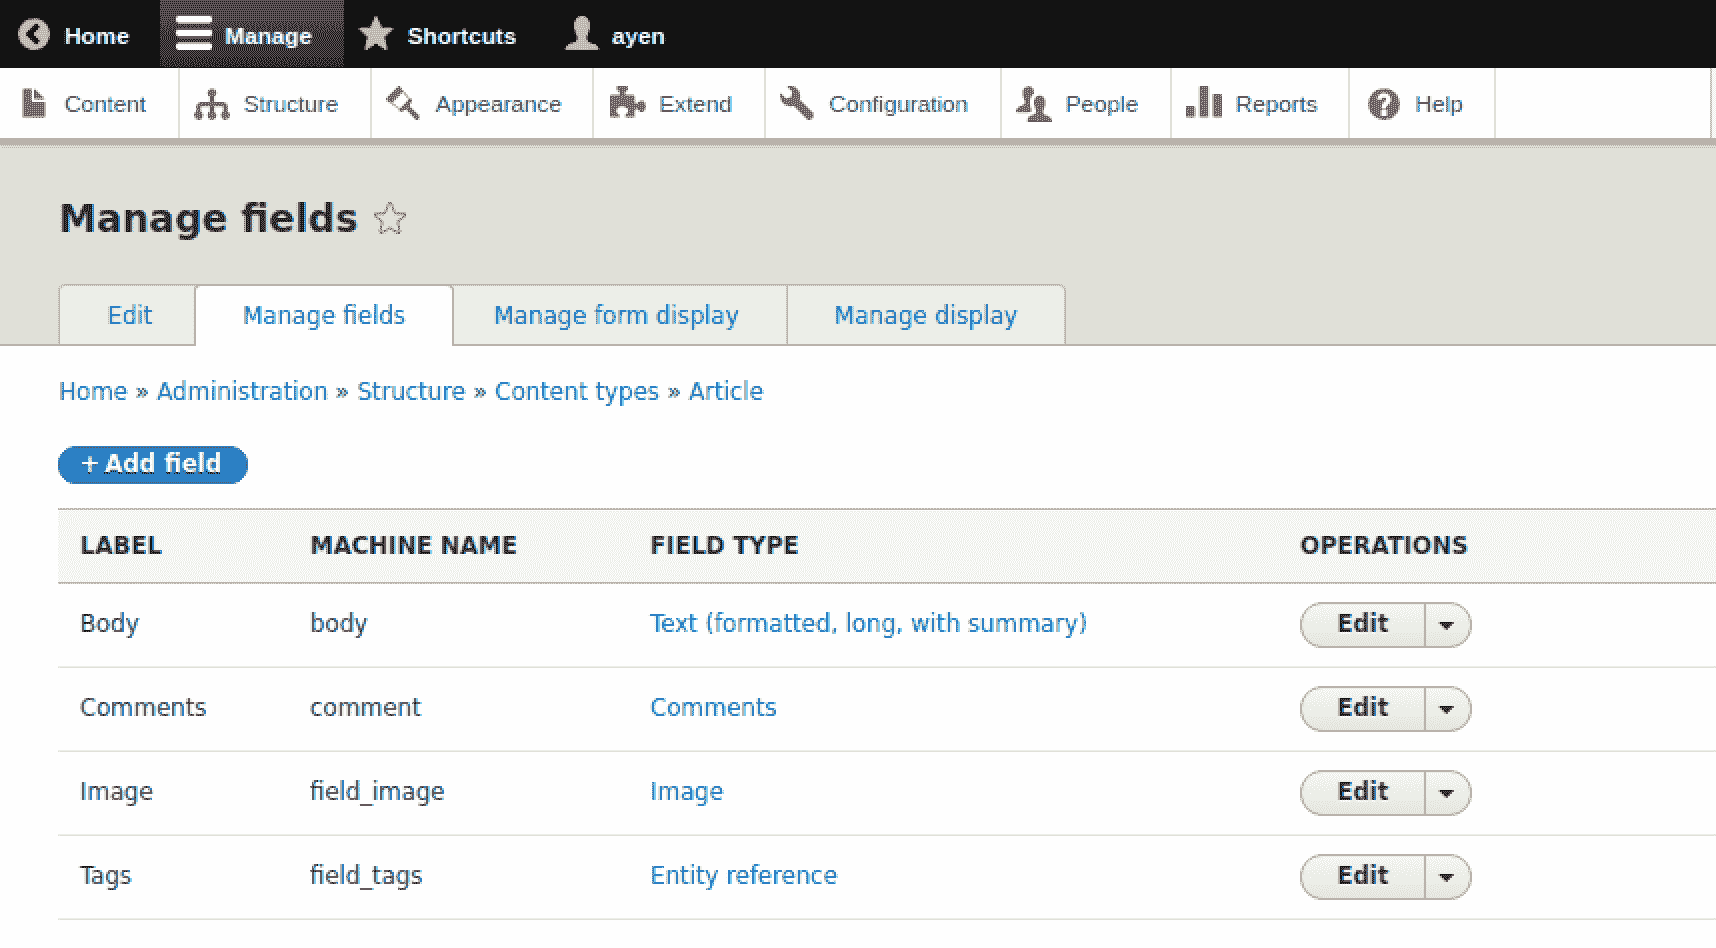 Home Manage Shortcuts ayen
Content Structure Appearance Extend Configuration People Reports Help
Manage fields
Edit Manage fields Manage form display Manage display
Home » Administration » Structure » Content types » Article
+ Add field
LABEL MACHINE NAME FIELD TYPE OPERATIONS
Body body Text (formatted, long, with summary) Edit
Comments comment Comments Edit
Image field_image Image Edit
Tags field_tags Entity reference Edit